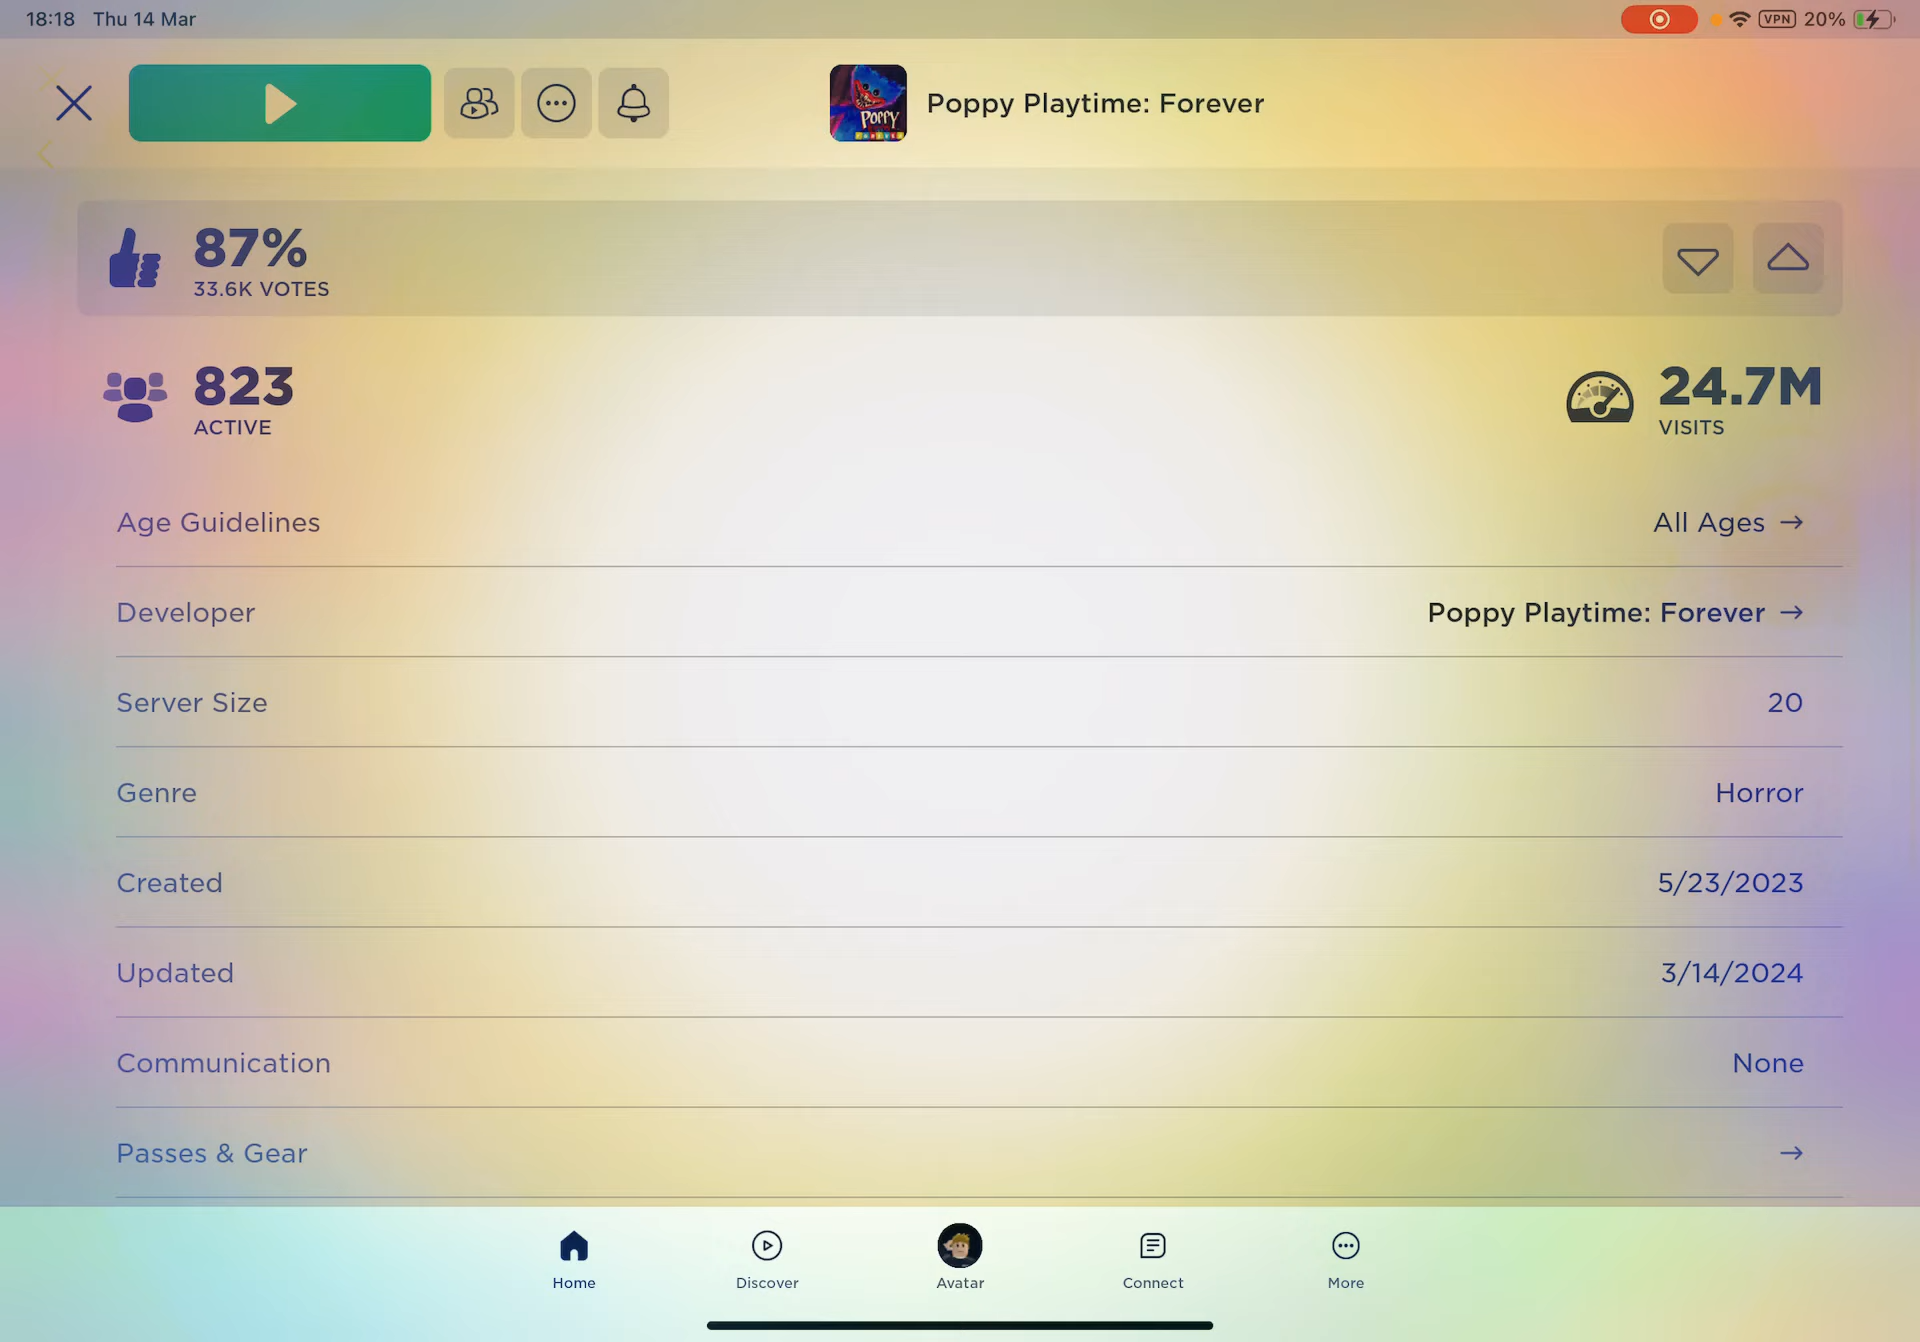 18:18 Thu 14 Mar
VPN 20%
POPPY
Poppy Playtime: Forever
87%
33.6K VOTES
823
ACTIVE
24.7M
VISITS
Age Guidelines All Ages →
Developer Poppy Playtime: Forever →
Server Size 20
Genre Horror
Created 5/23/2023
Updated 3/14/2024
Communication None
Passes & Gear →
Home Discover Avatar Connect More